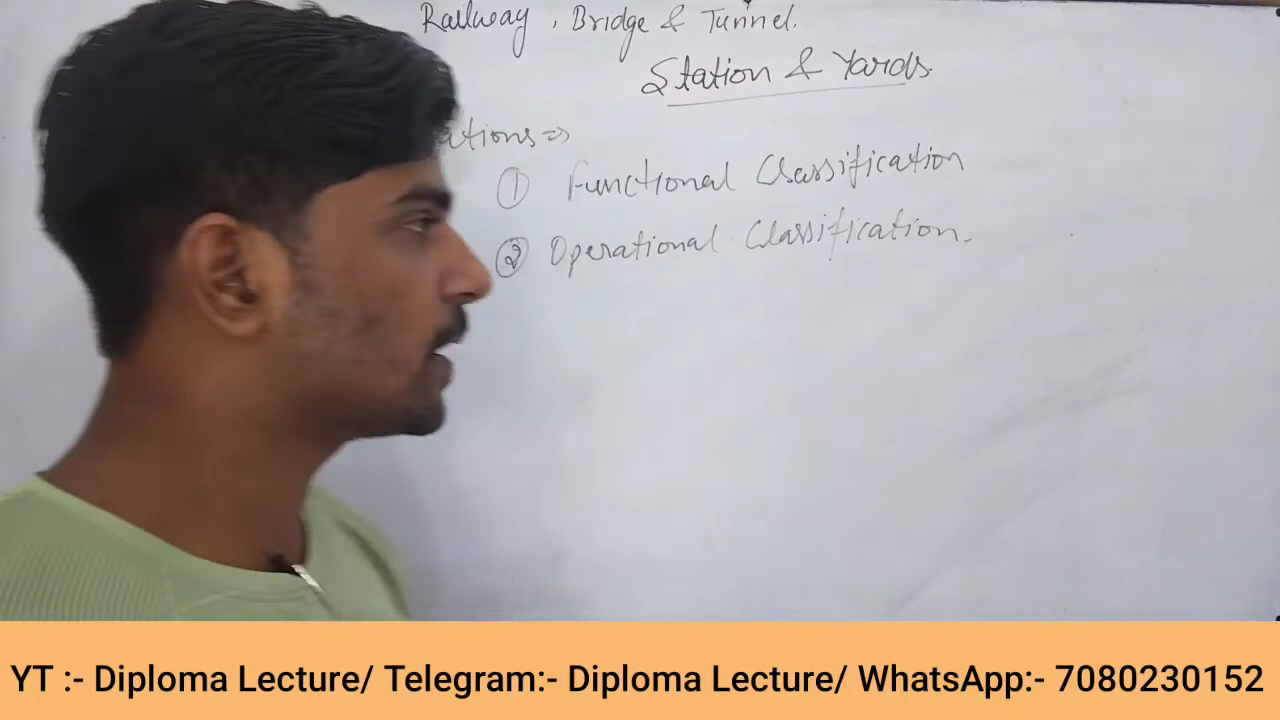 Railway, Bridge & Tunnel.
Station & Yards.
ations ⇒
① Functional Classification
② Operational Classification.
YT :- Diploma Lecture/ Telegram:- Diploma Lecture/ WhatsApp:- 7080230152